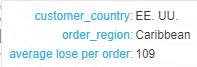 customer_country: EE. UU.
order_region: Caribbean
average lose per order: 109